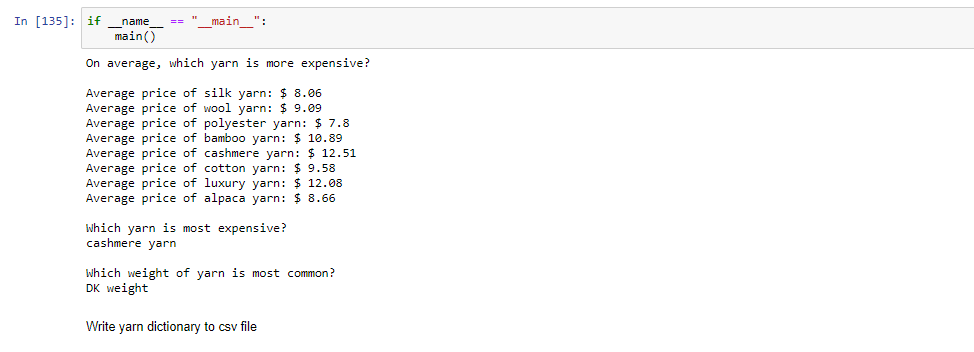 In [135]: if __name__ == "__main__":
main()
On average, which yarn is more expensive?
Average price of silk yarn: $ 8.06
Average price of wool yarn: $ 9.09
Average price of polyester yarn: $ 7.8
Average price of bamboo yarn: $ 10.89
Average price of cashmere yarn: $ 12.51
Average price of cotton yarn: $ 9.58
Average price of luxury yarn: $ 12.08
Average price of alpaca yarn: $ 8.66
Which yarn is most expensive?
cashmere yarn
Which weight of yarn is most common?
DK weight
Write yarn dictionary to csv file